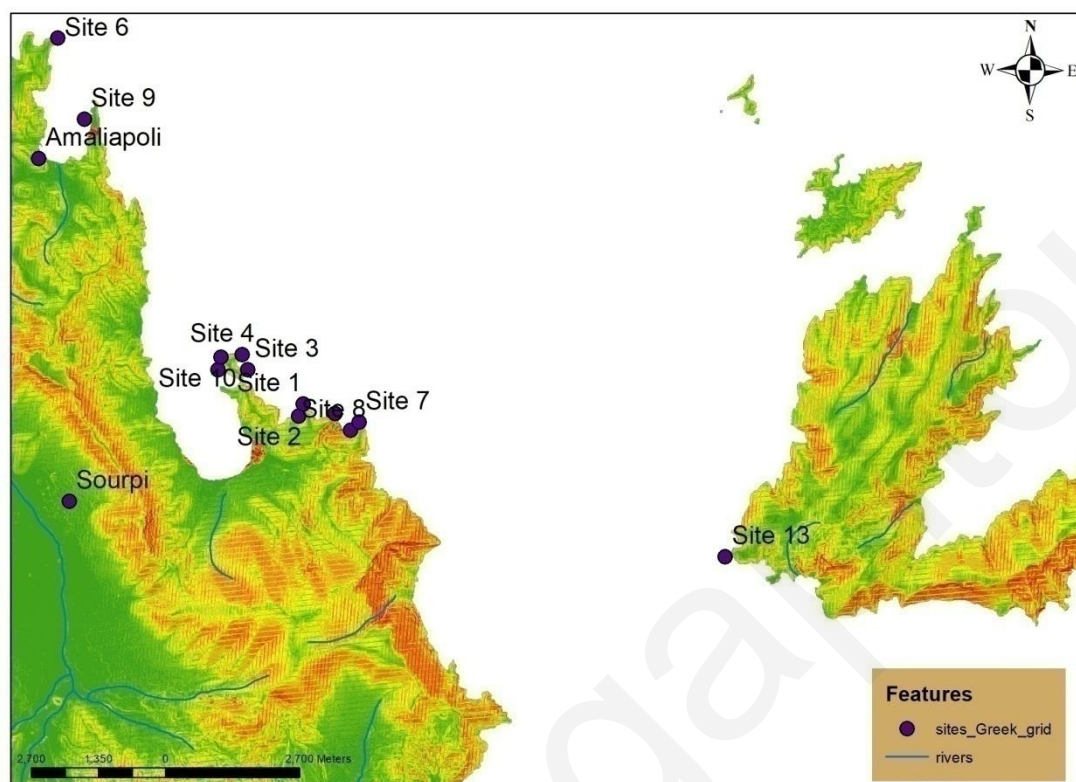 Site 6
N
W E
S
Site 9
Amaliapoli
Site 4
Site 3
Site 10
Site 1
Site 7
Site 8
Site 2
Sourpi
Site 13
Features
sites_Greek_grid
rivers
2,700 1,350 0 2,700 Meters